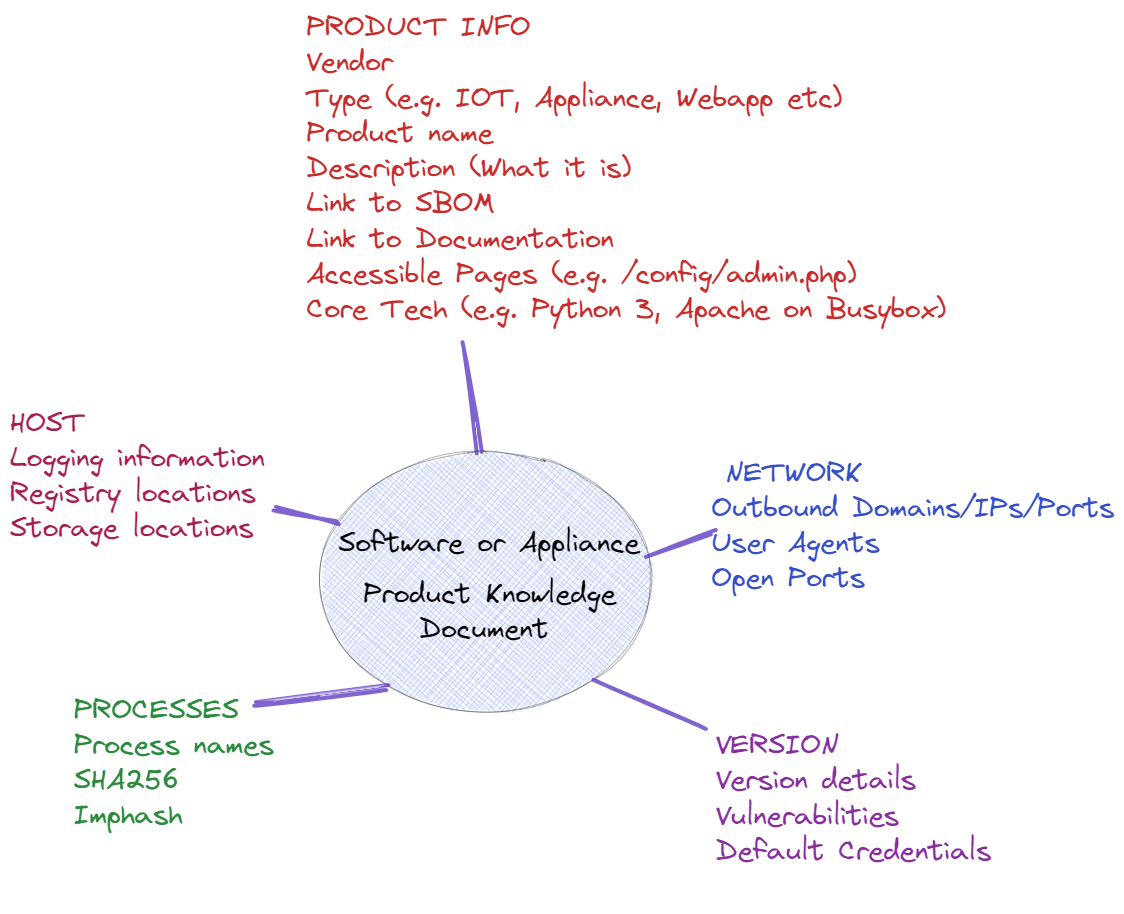 PRODUCT INFO
Vendor
Type (e.g. IOT, Appliance, Webapp etc)
Product name
Description (What it is)
Link to SBOM
Link to Documentation
Accessible Pages (e.g. /config/admin.php)
Core Tech (e.g. Python 3, Apache on Busybox)
HOST
Logging information
Registry locations
Storage locations
Software or Appliance
Product Knowledge
Document
NETWORK
Outbound Domains/IPs/Ports
User Agents
Open Ports
PROCESSES
Process names
SHA256
Imphash
VERSION
Version details
Vulnerabilities
Default Credentials